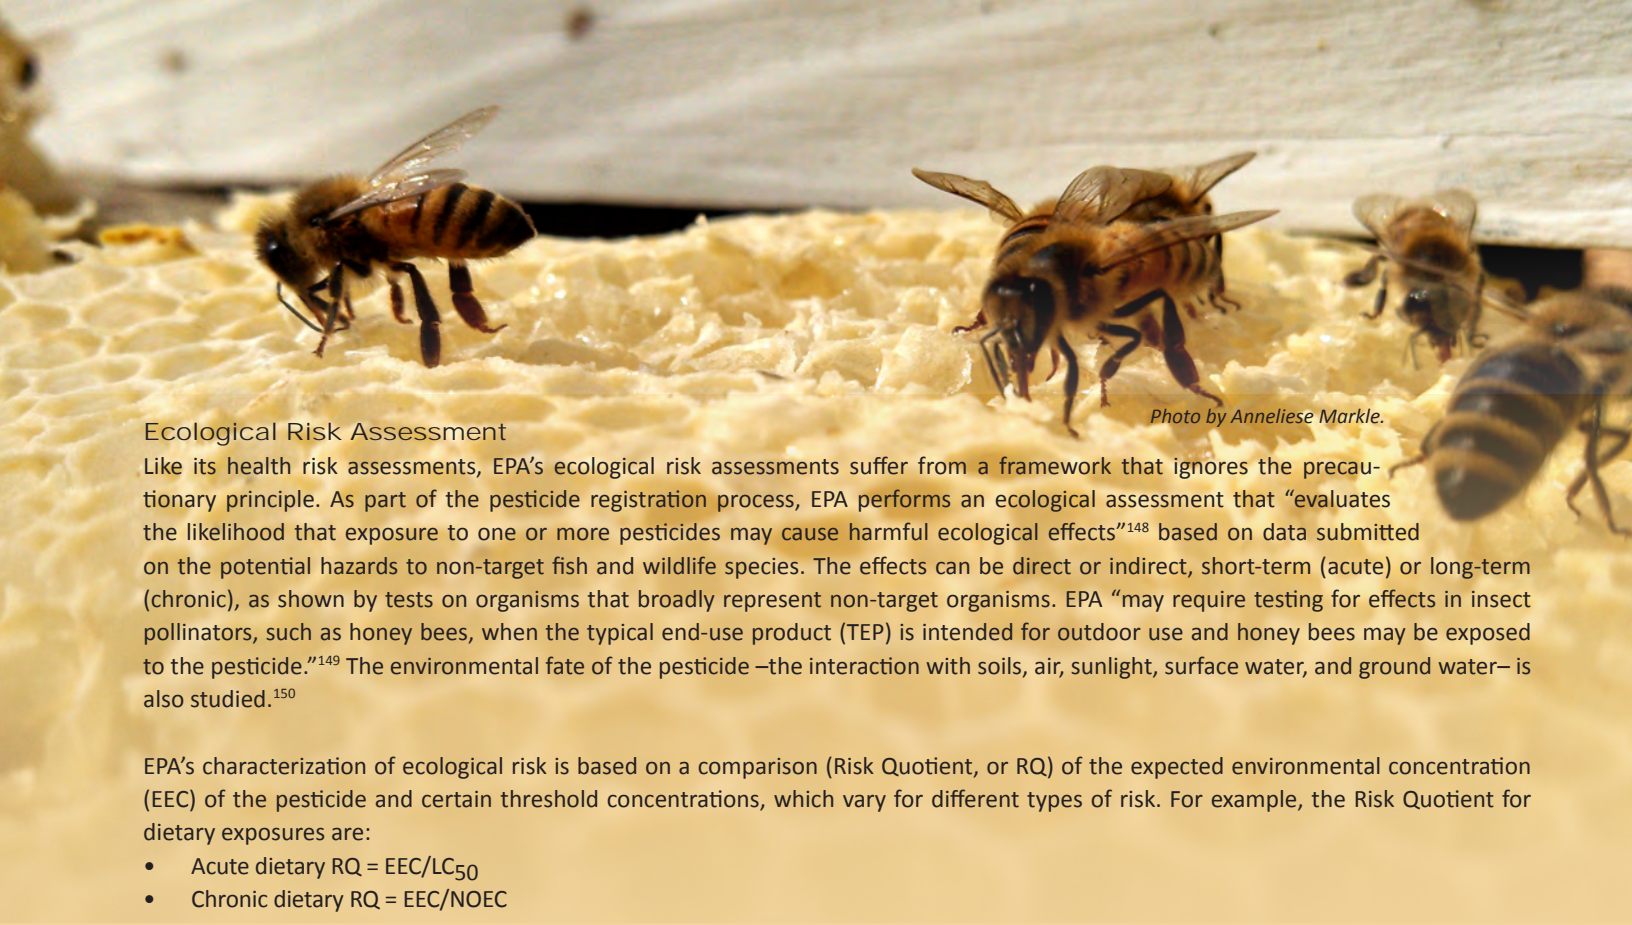 Photo by Anneliese Markle.
Ecological Risk Assessment
Like its health risk assessments, EPA’s ecological risk assessments suffer from a framework that ignores the precau-
tionary principle. As part of the pesticide registration process, EPA performs an ecological assessment that “evaluates
the likelihood that exposure to one or more pesticides may cause harmful ecological effects”148 based on data submitted
on the potential hazards to non-target fish and wildlife species. The effects can be direct or indirect, short-term (acute) or long-term
(chronic), as shown by tests on organisms that broadly represent non-target organisms. EPA “may require testing for effects in insect
pollinators, such as honey bees, when the typical end-use product (TEP) is intended for outdoor use and honey bees may be exposed
to the pesticide.”149 The environmental fate of the pesticide –the interaction with soils, air, sunlight, surface water, and ground water– is
also studied.150
EPA’s characterization of ecological risk is based on a comparison (Risk Quotient, or RQ) of the expected environmental concentration
(EEC) of the pesticide and certain threshold concentrations, which vary for different types of risk. For example, the Risk Quotient for
dietary exposures are:
• Acute dietary RQ = EEC/LC50
• Chronic dietary RQ = EEC/NOEC